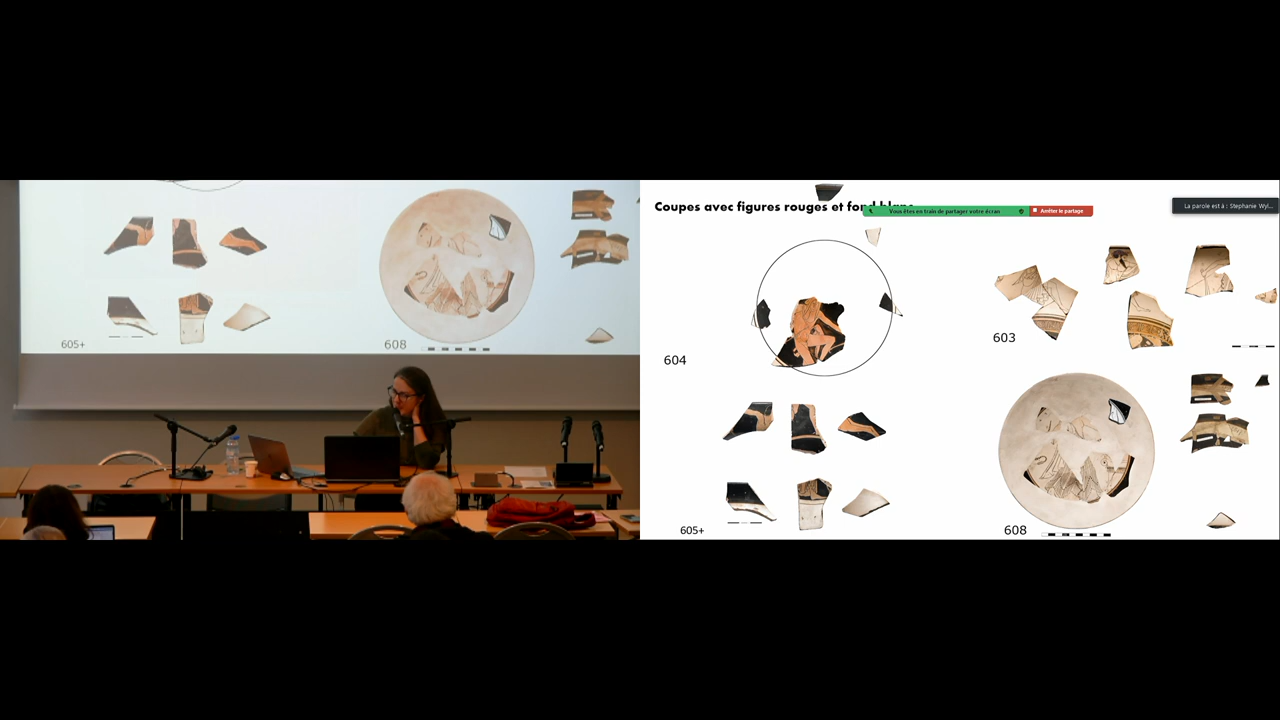 605+
608
Coupes avec figures rouges et fond blanc
Vous êtes en train de partager votre écran
Arrêter le partage
La parole est à : Stephanie Wyl...
604
603
605+
608